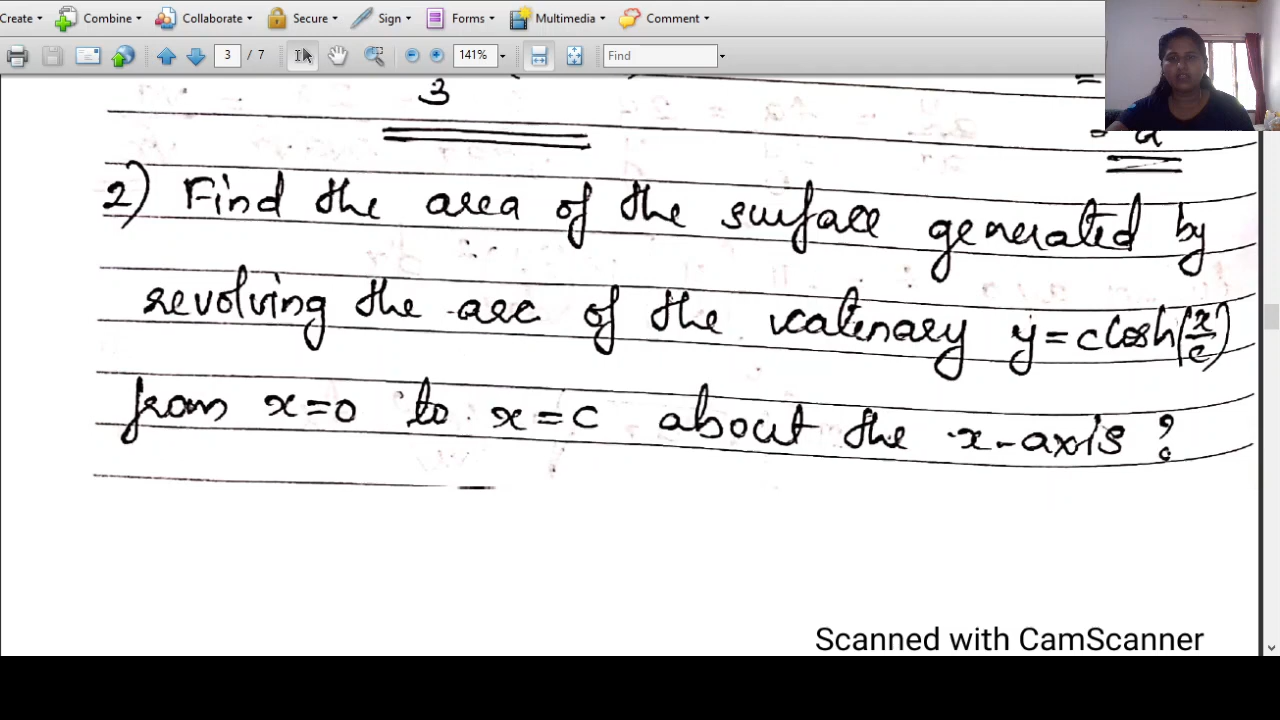 Create Combine Collaborate Secure Sign Forms Multimedia Comment
3 / 7 141% Find
3
= a
2) Find the area of the surface generated by
revolving the arc of the catenary y = c Cosh(x/c)
from x=0 to x=c about the x-axis ?
Scanned with CamScanner